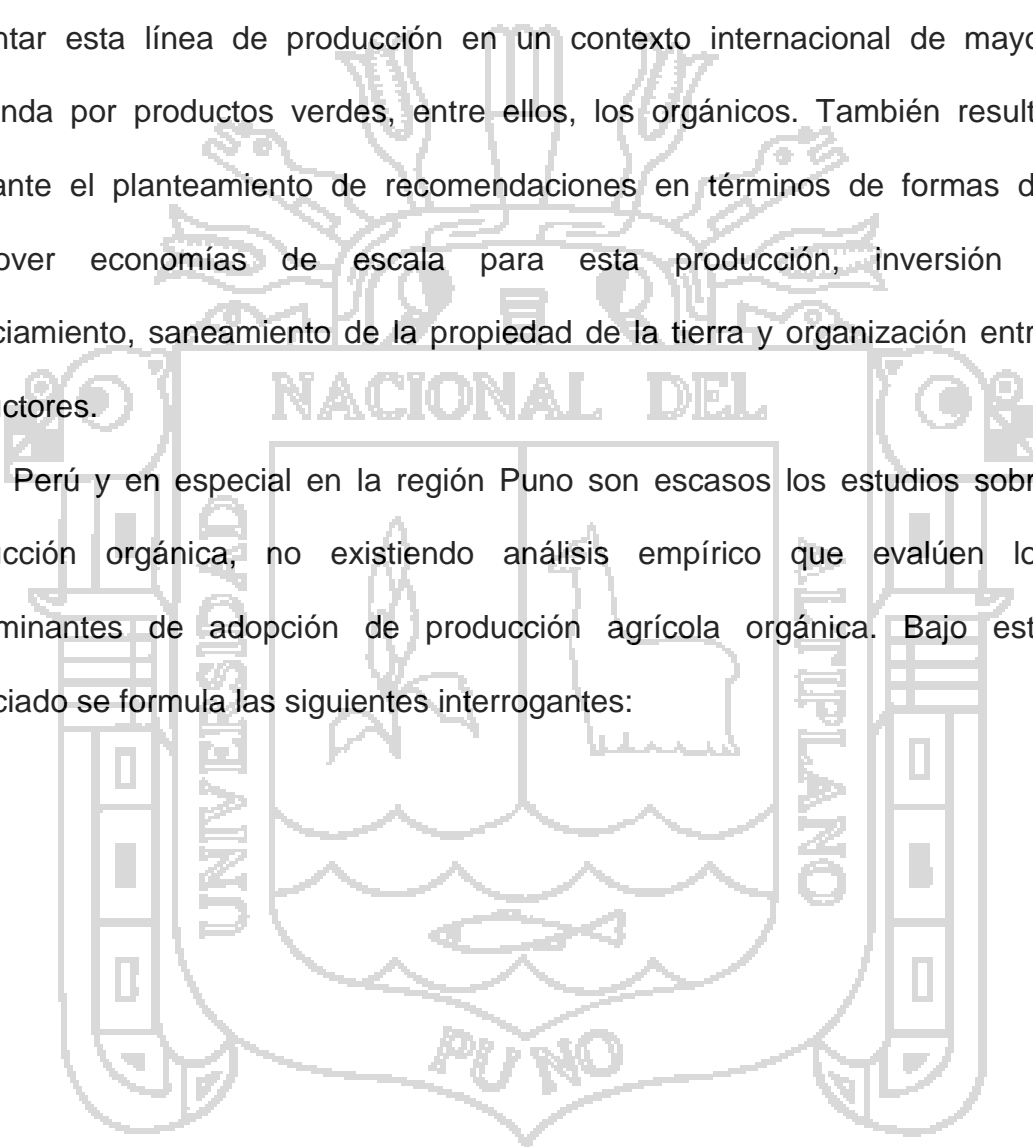 ntar esta línea de producción en un contexto internacional de mayo
nda por productos verdes, entre ellos, los orgánicos. También result
ante el planteamiento de recomendaciones en términos de formas d
over economías de escala para esta producción, inversión
ciamiento, saneamiento de la propiedad de la tierra y organización entr
uctores.
Perú y en especial en la región Puno son escasos los estudios sobr
ucción orgánica, no existiendo análisis empírico que evalúen lo
minantes de adopción de producción agrícola orgánica. Bajo est
ciado se formula las siguientes interrogantes:
NACIONAL DEL
UNIVERSIDAD
ALTIPLANO
PUNO